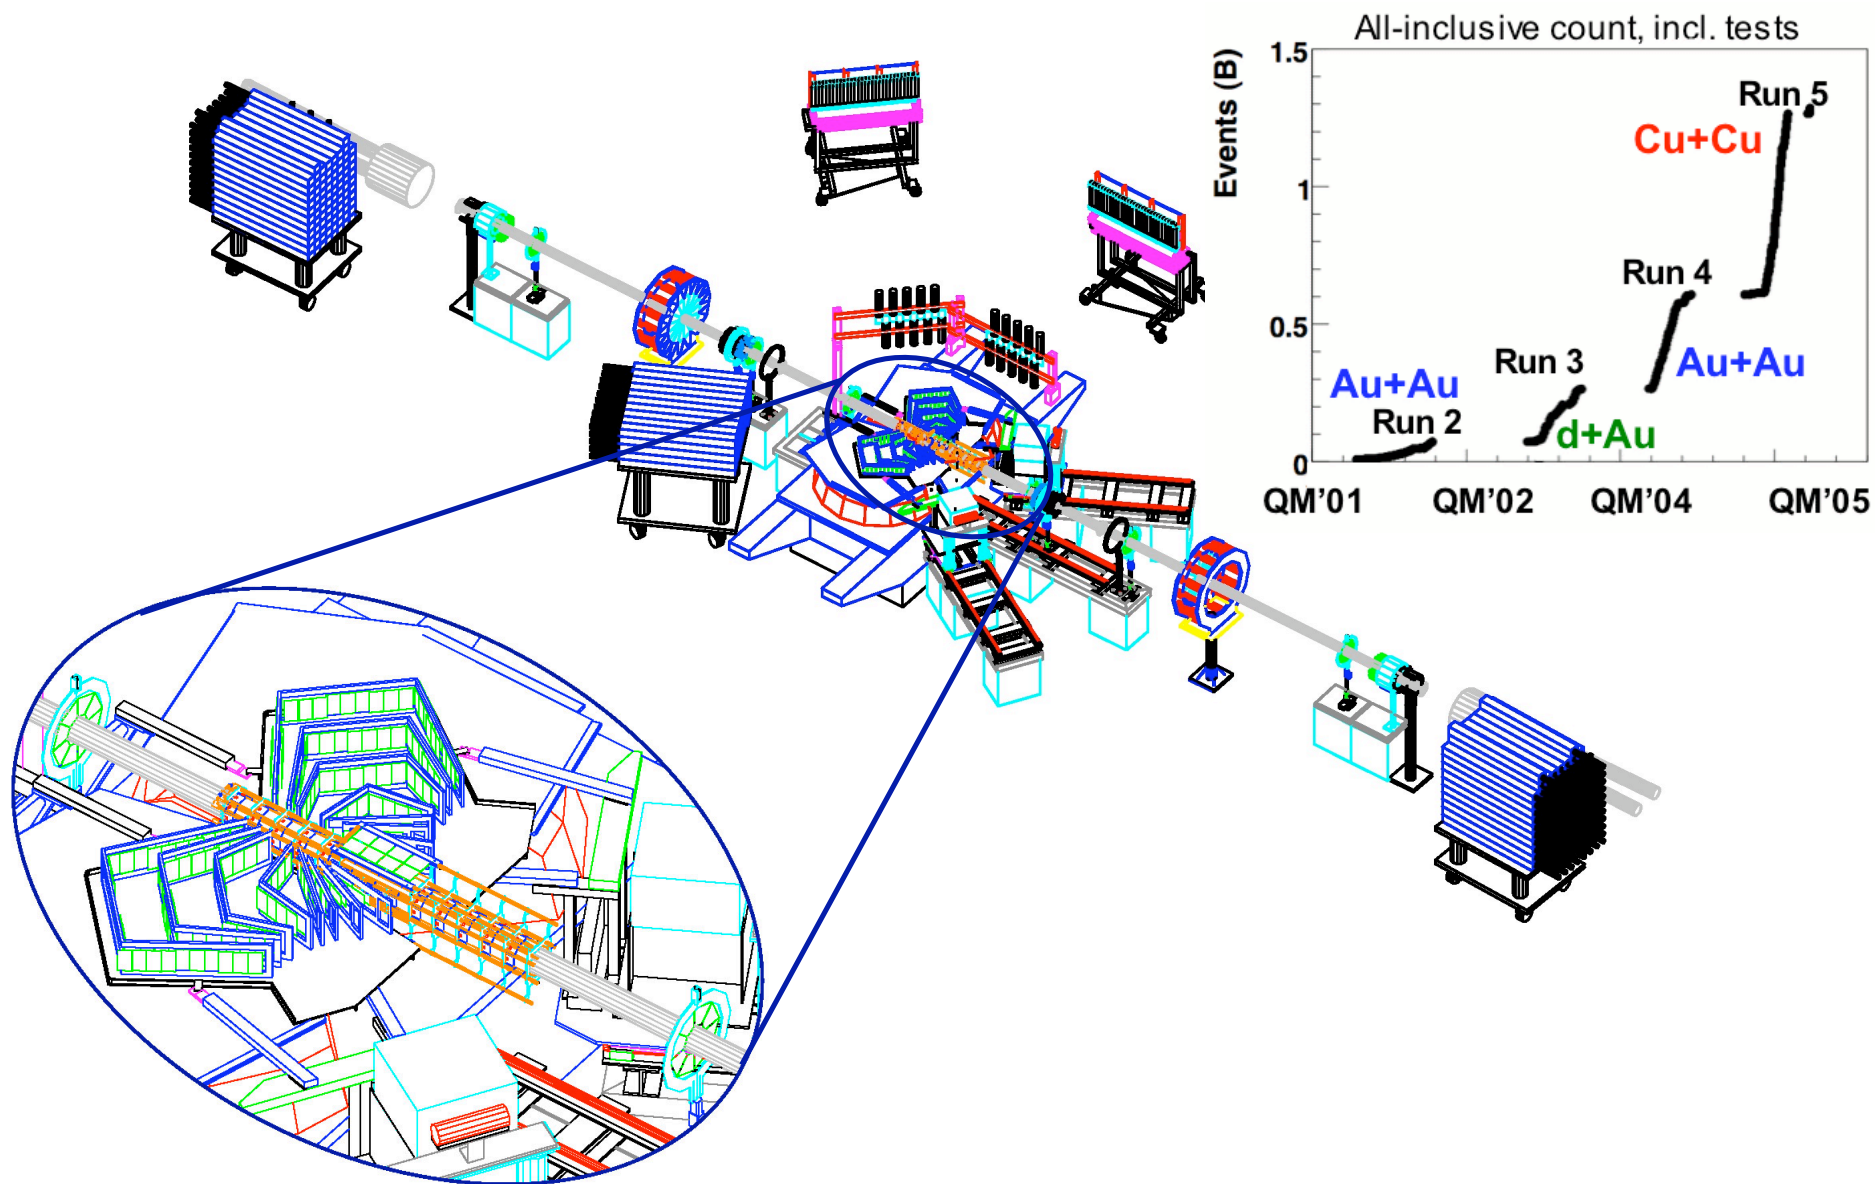 All-inclusive count, incl. tests
Events (B)
1.5
1
0.5
0
Run 5
Cu+Cu
Run 4
Au+Au
Run 3
d+Au
Au+Au
Run 2
QM'01 QM'02 QM'04 QM'05